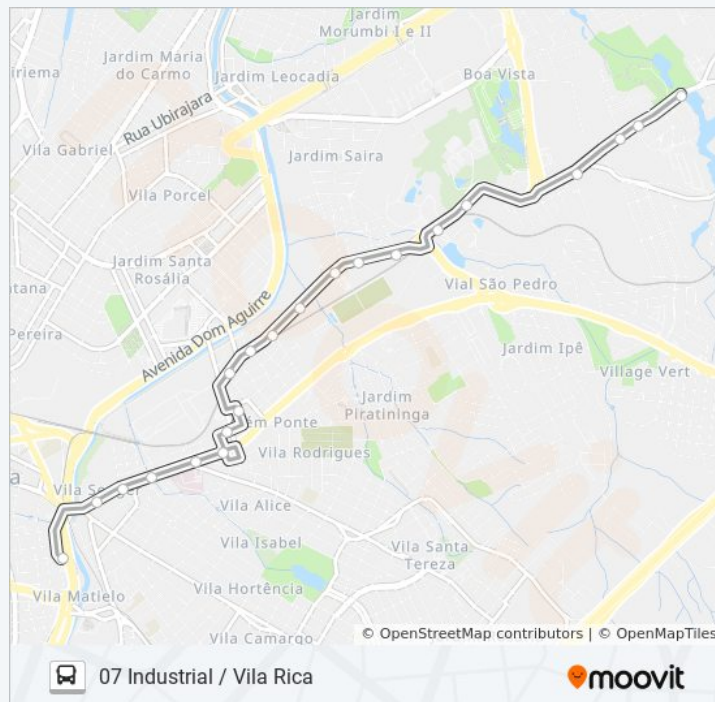 Jardim
Morumbi I e II
Jardim Maria
do Carmo
Jardim Leocadia
Boa Vista
Rua Ubirajara
Vila Gabriel
Jardim Saira
Vila Porcel
Jardim Santa
Rosália
Vial São Pedro
Pereira
Avenida Dom Aguirre
Jardim Ipê
Village Vert
Jardim
Piratininga
Vila Rodrigues
Vila Alice
Vila Isabel
Vila Santa
Tereza
Vila Hortência
Vila Matielo
Vila Camargo
© OpenStreetMap contributors | © OpenMapTiles
07 Industrial / Vila Rica
moovit